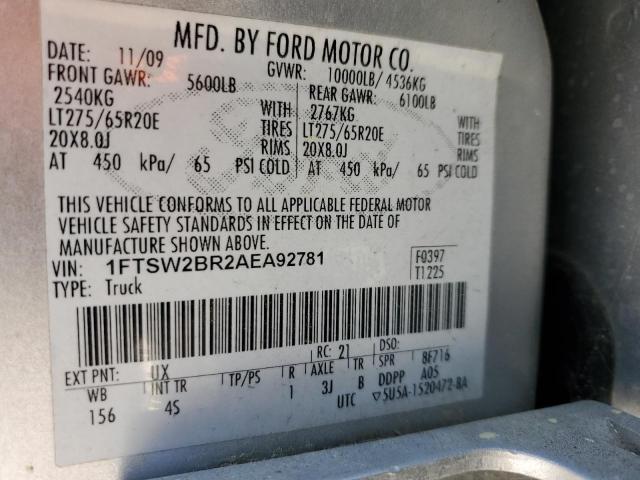 MFD. BY FORD MOTOR CO.
DATE: 11/09 GVWR: 10000LB/ 4536KG
FRONT GAWR: 5600LB REAR GAWR: 6100LB
2540KG WITH 2767KG WITH
LT275/65R20E TIRES LT275/65R20E TIRES
20X8.0J RIMS 20X8.0J RIMS
AT 450 kPa/ 65 PSI COLD AT 450 kPa/ 65 PSI COLD
THIS VEHICLE CONFORMS TO ALL APPLICABLE FEDERAL MOTOR
VEHICLE SAFETY STANDARDS IN EFFECT ON THE DATE OF
MANUFACTURE SHOWN ABOVE.
VIN: 1FTSW2BR2AEA92781 F0397
TYPE: Truck T1225
EXT PNT: UX RC: 21 DSO:
WB INT TR TP/PS R AXLE TR SPR 8F716
156 4S 1 3J B DDPP A05
UTC ▽5U5A-1520472-BA